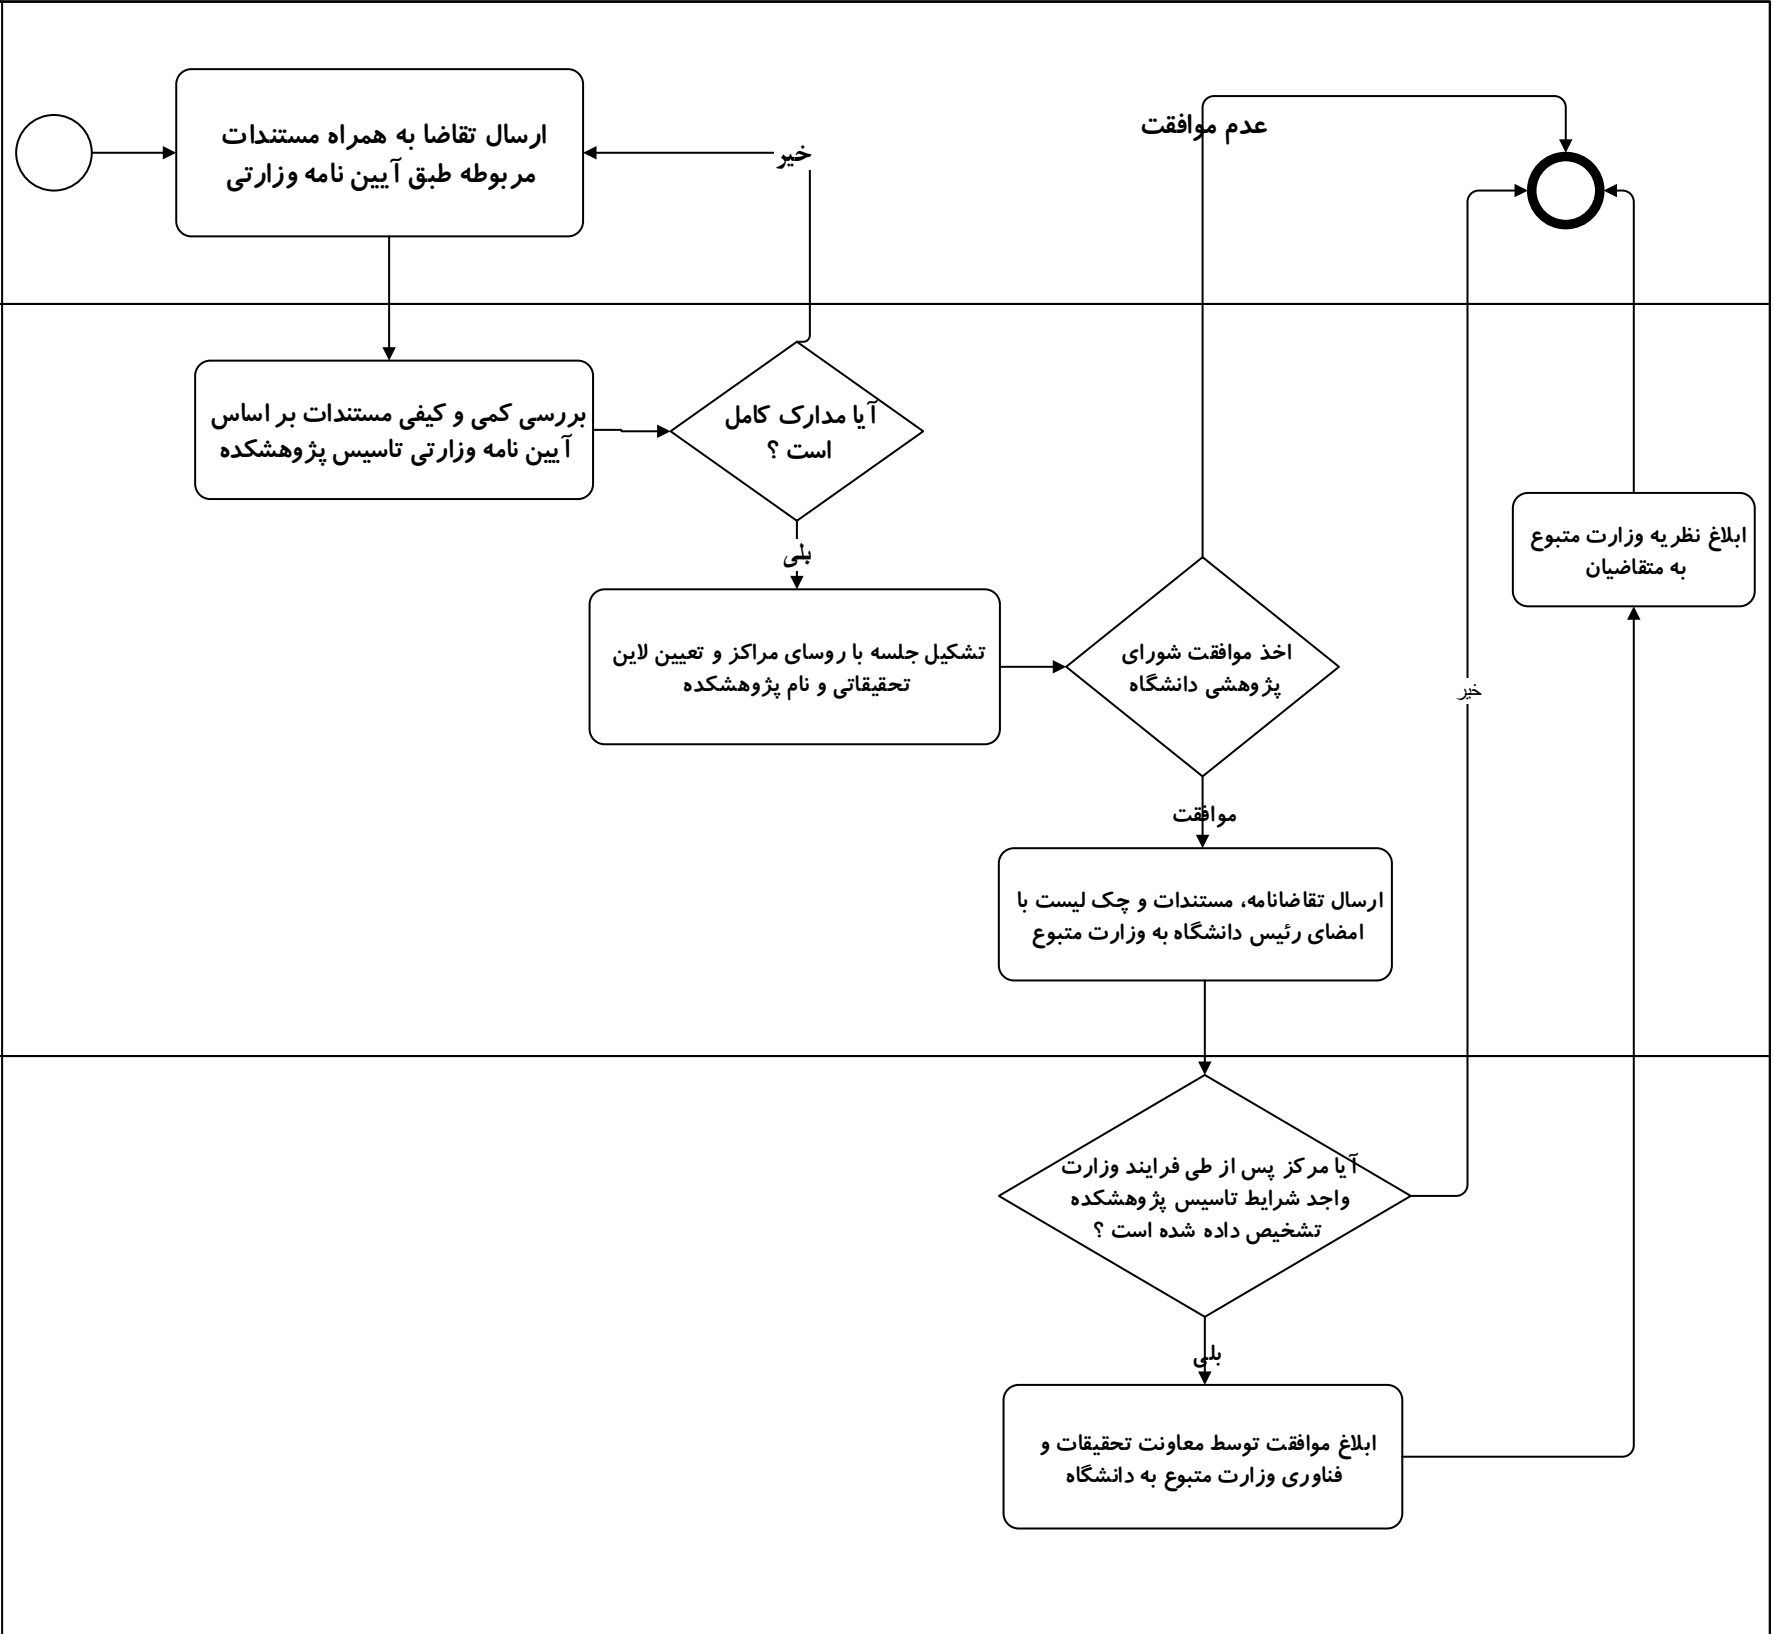 ارسال تقاضا به همراه مستندات
مربوطه طبق آیین نامه وزارتی
خیر
عدم موافقت
بررسی کمی و کیفی مستندات بر اساس
آیین نامه وزارتی تاسیس پژوهشکده
آیا مدارک کامل
است ؟
بلی
تشکیل جلسه با روسای مراکز و تعیین لاین
تحقیقاتی و نام پژوهشکده
اخذ موافقت شورای
پژوهشی دانشگاه
موافقت
ارسال تقاضانامه، مستندات و چک لیست با
امضای رئیس دانشگاه به وزارت متبوع
خیر
ابلاغ نظریه وزارت متبوع
به متقاضیان
آیا مرکز پس از طی فرایند وزارت
واجد شرایط تاسیس پژوهشکده
تشخیص داده شده است ؟
بلی
ابلاغ موافقت توسط معاونت تحقیقات و
فناوری وزارت متبوع به دانشگاه